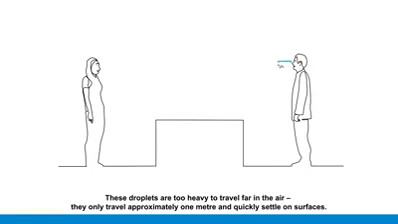 These droplets are too heavy to travel far in the air –
they only travel approximately one metre and quickly settle on surfaces.